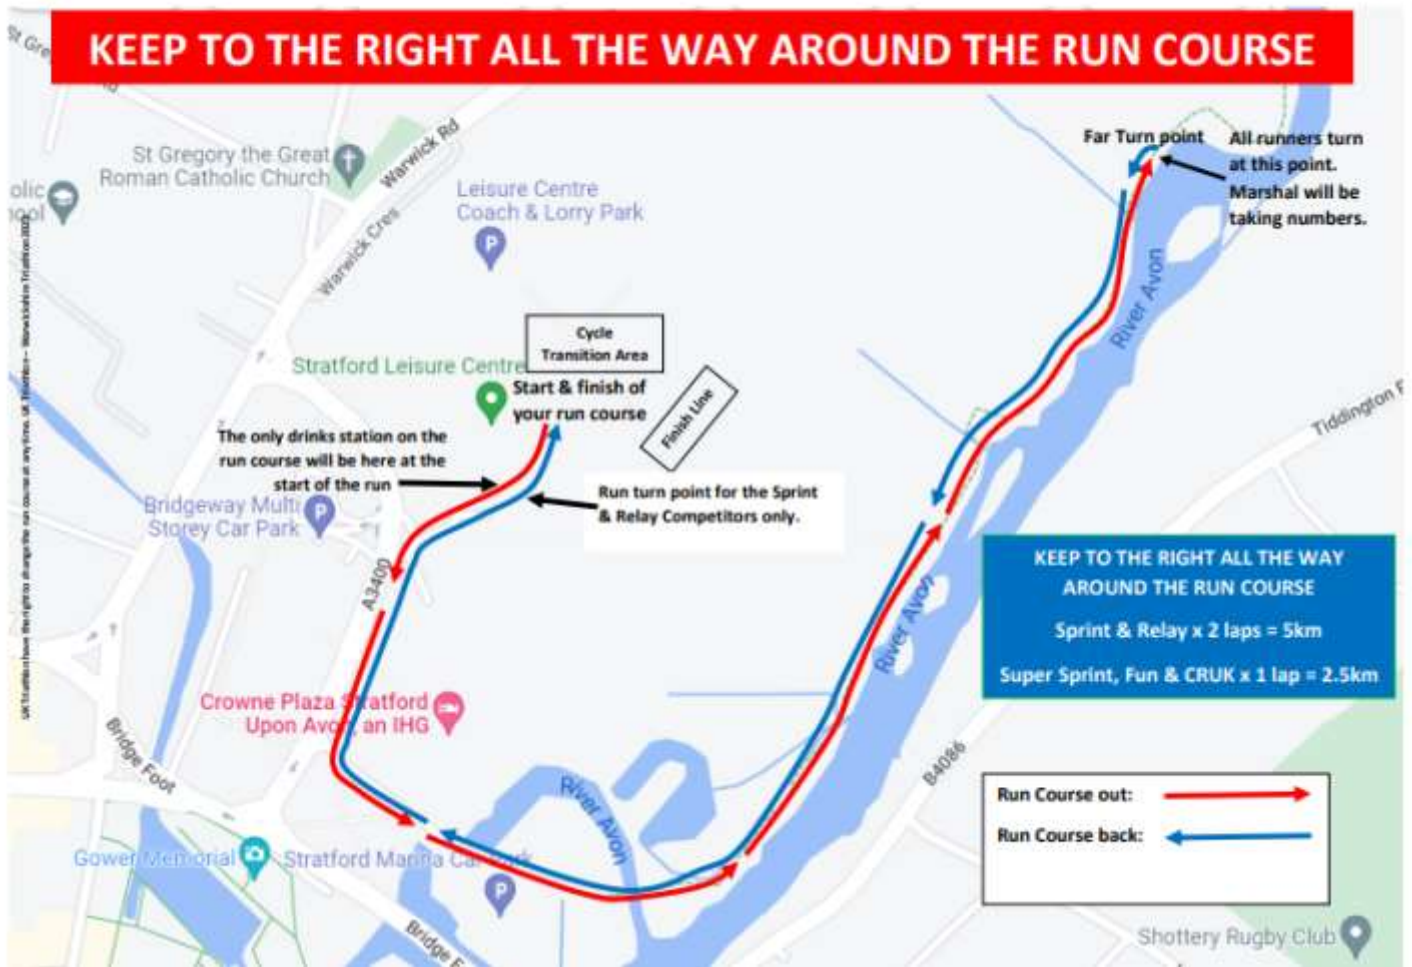 KEEP TO THE RIGHT ALL THE WAY AROUND THE RUN COURSE
St Gre
St Gregory the Great
Roman Catholic Church
olic
ool
Warwick Rd
Warwick Cres
Leisure Centre
Coach & Lorry Park
P
Far Turn point
All runners turn
at this point.
Marshal will be
taking numbers.
River Avon
Cycle
Transition Area
Stratford Leisure Centre
Start & finish of
your run course
Finish Line
Tiddington
The only drinks station on the
run course will be here at the
start of the run
Run turn point for the Sprint
& Relay Competitors only.
Bridgeway Multi
Storey Car Park
P
A3400
River Avon
KEEP TO THE RIGHT ALL THE WAY
AROUND THE RUN COURSE
Sprint & Relay x 2 laps = 5km
Super Sprint, Fun & CRUK x 1 lap = 2.5km
Crowne Plaza Stratford
Upon Avon, an IHG
Bridge Foot
B4086
River Avon
Run Course out:
Run Course back:
Gower Memorial
Stratford Marina Car Park
P
Bridge F
Shottery Rugby Club